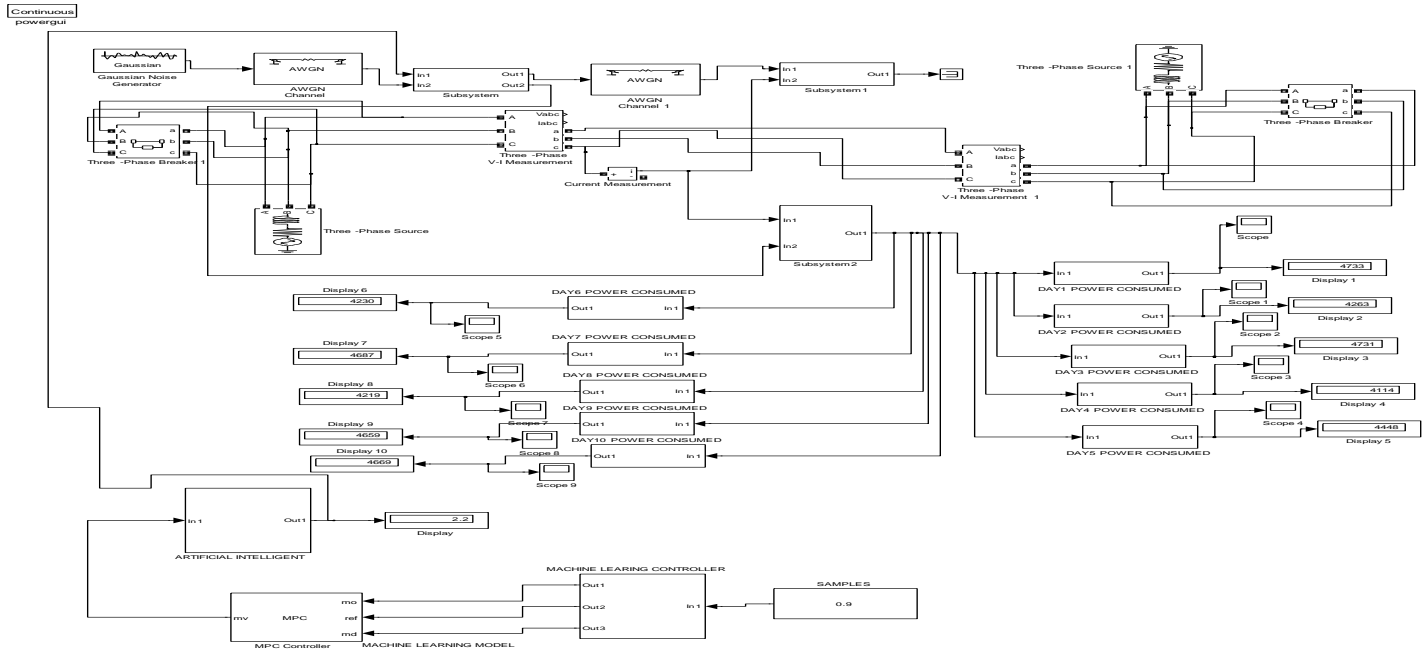 Continuous
powergui
Gaussian
Gaussian Noise
Generator
AWGN
AWGN
Channel
In1
In2
Out1
Out2
Subsystem
AWGN
AWGN
Channel 1
In1
In2
Out1
Subsystem1
Three -Phase Source 1
A
B
C
A
B
C
a
b
c
Three -Phase Breaker
A
B
C
a
b
c
Three -Phase Breaker 1
A
B
C
Vabc
Iabc
a
b
c
Three -Phase
V-I Measurement
+
i
-
Current Measurement
A
B
C
Vabc
Iabc
a
b
c
Three -Phase
V-I Measurement 1
A
B
C
Three -Phase Source
In1
In2
Out1
Subsystem2
Scope
In1
Out1
DAY1 POWER CONSUMED
4733
Display 1
Scope 1
In1
Out1
DAY2 POWER CONSUMED
4263
Display 2
Scope 2
In1
Out1
DAY3 POWER CONSUMED
4731
Display 3
Scope 3
In1
Out1
DAY4 POWER CONSUMED
4114
Display 4
Scope 4
In1
Out1
DAY5 POWER CONSUMED
4448
Display 5
Display 6
4230
Scope 5
DAY6 POWER CONSUMED
Out1
In1
Display 7
4687
Scope 6
DAY7 POWER CONSUMED
Out1
In1
Display 8
4219
Scope 7
DAY8 POWER CONSUMED
Out1
In1
Display 9
4659
Scope 8
DAY9 POWER CONSUMED
Out1
In1
Display 10
4669
Scope 9
DAY10 POWER CONSUMED
Out1
In1
In1
Out1
ARTIFICIAL INTELLIGENT
2.2
Display
MACHINE LEARING CONTROLLER
Out1
Out2
Out3
In1
SAMPLES
0.9
mv
MPC
mo
ref
md
MPC Controller
MACHINE LEARNING MODEL